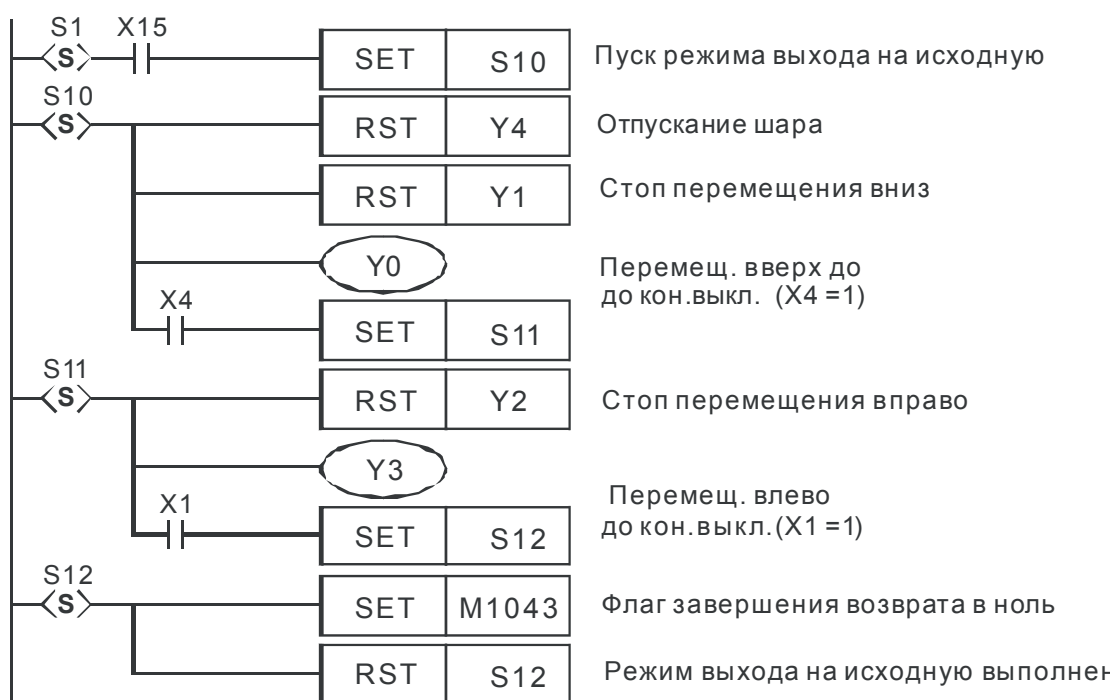 S1 X15
S SET S10 Пуск режима выхода на исходную
S10
S RST Y4 Отпускание шара
RST Y1 Стоп перемещения вниз
Y0 Перемещ. вверх до
до кон.выкл. (X4 =1)
X4
SET S11
S11
S RST Y2 Стоп перемещения вправо
Y3
Перемещ. влево
X1
до кон.выкл.(X1 =1)
SET S12
S12
S SET M1043 Флаг завершения возврата в ноль
RST S12 Режим выхода на исходную выполнен